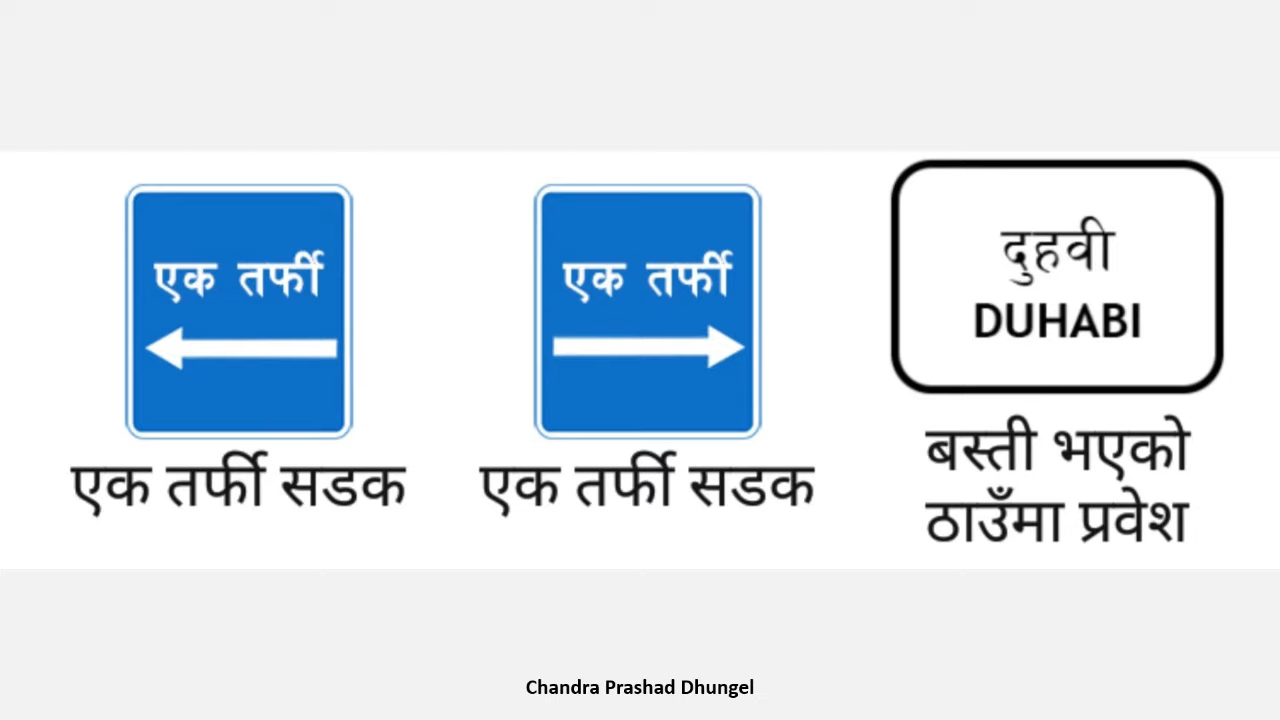 एक तर्फी
एक तर्फी सडक
एक तर्फी
एक तर्फी सडक
दुहवी
DUHABI
बस्ती भएको
ठाउँमा प्रवेश
Chandra Prashad Dhungel